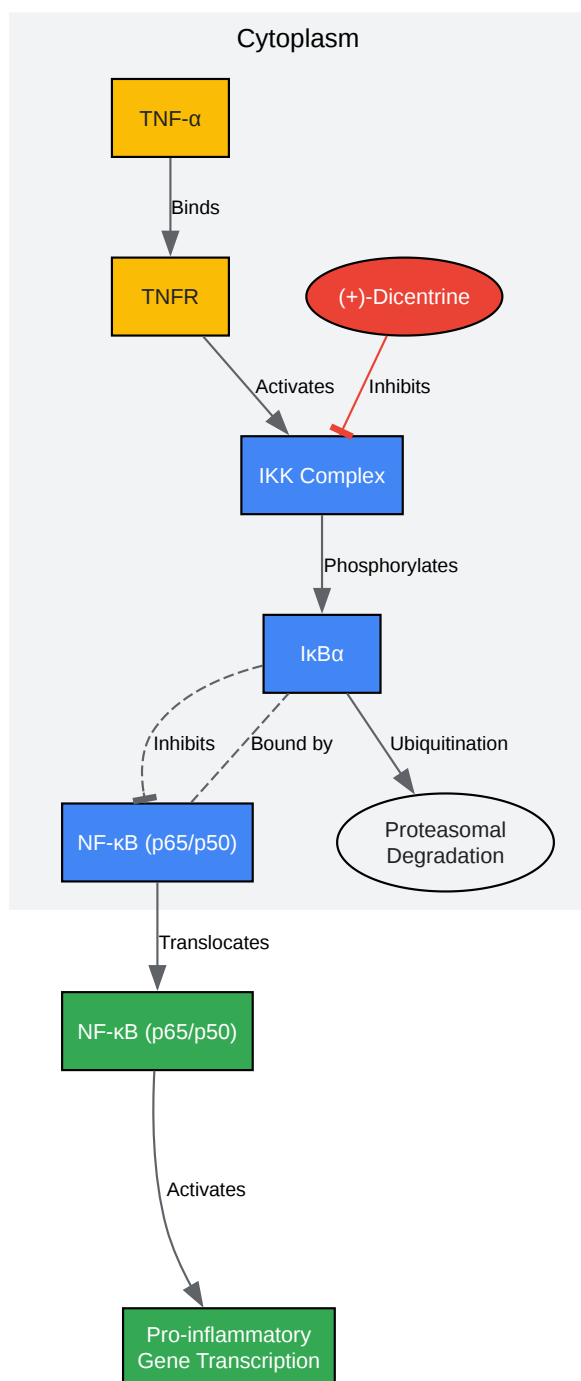 Cytoplasm
TNF-α
Binds
TNFR
(+)-Dicentrine
Activates
Inhibits
IKK Complex
Phosphorylates
IκBα
Inhibits
Bound by
Ubiquitination
NF-κB (p65/p50)
Proteasomal
Degradation
Translocates
NF-κB (p65/p50)
Activates
Pro-inflammatory
Gene Transcription